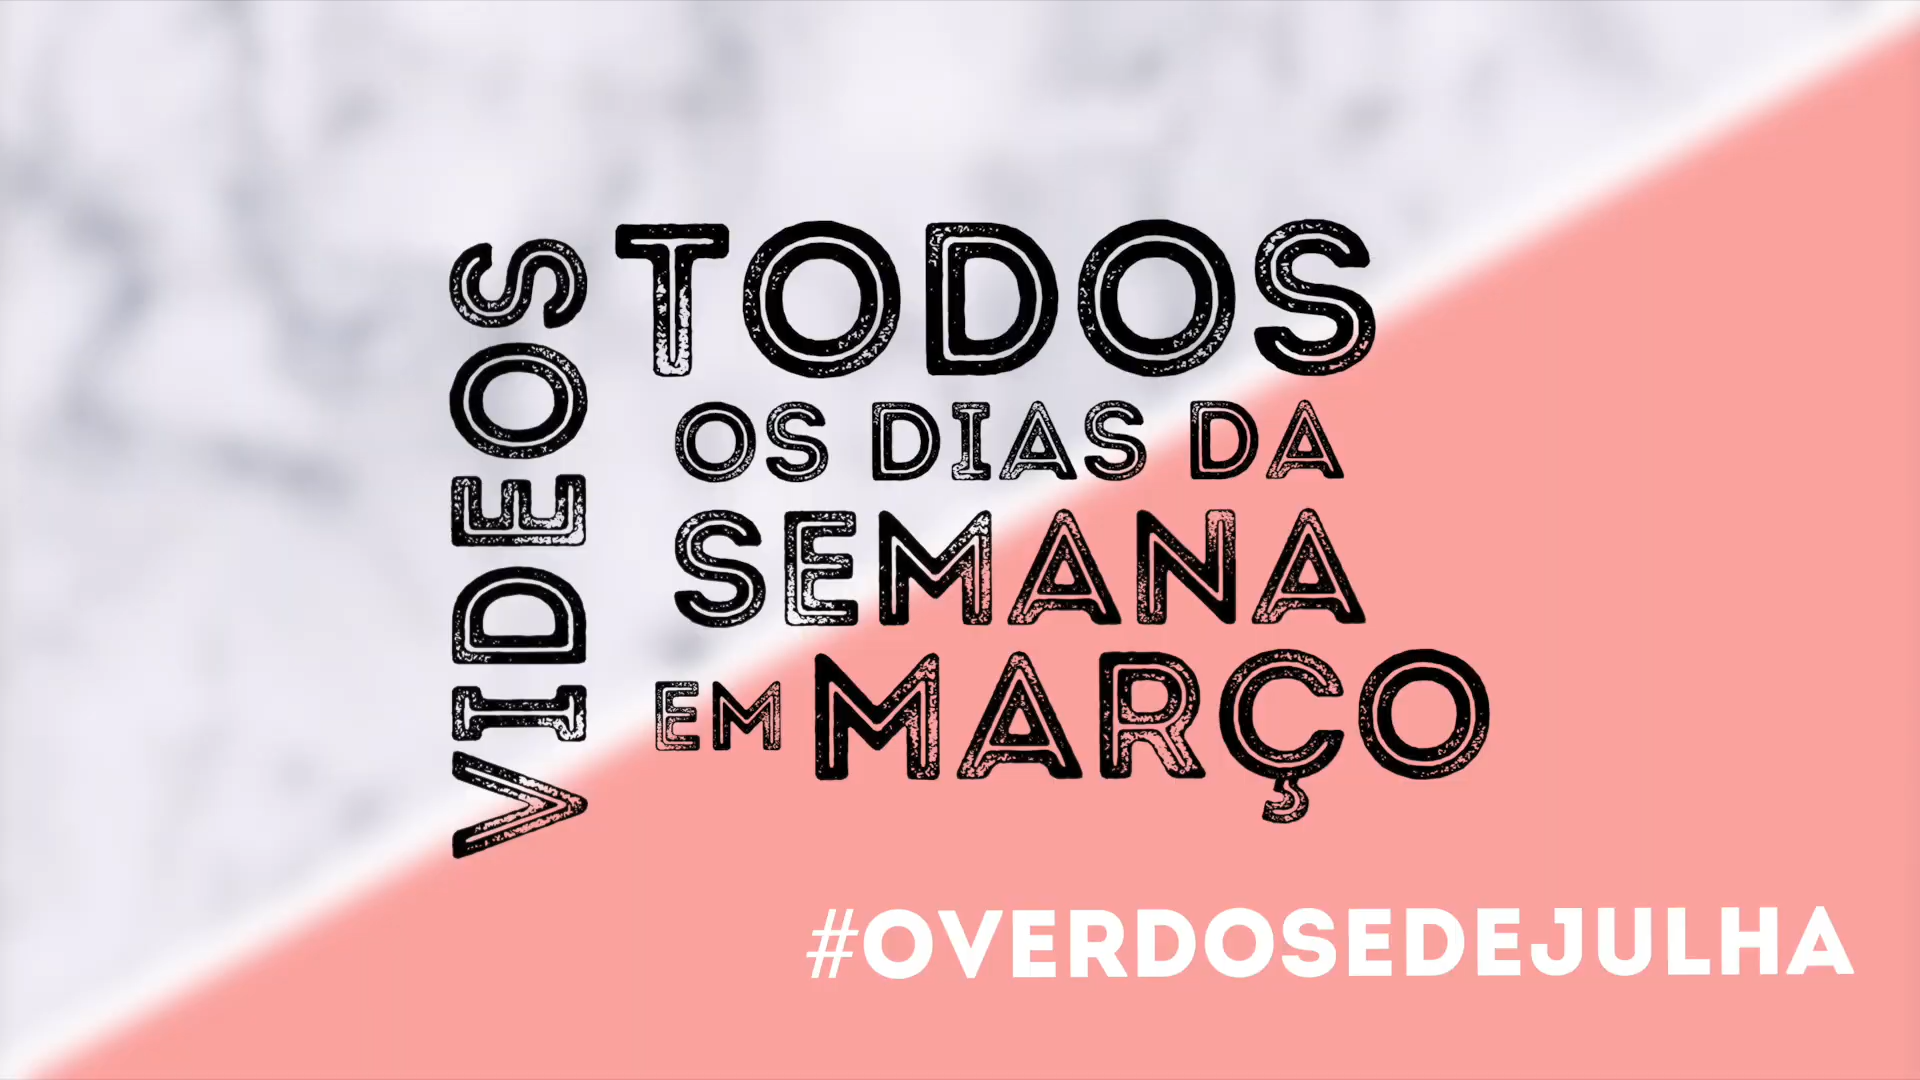 VIDEOS
TODOS
OS DIAS DA
SEMANA
EM MARÇO
#OVERDOSEDEJULHA